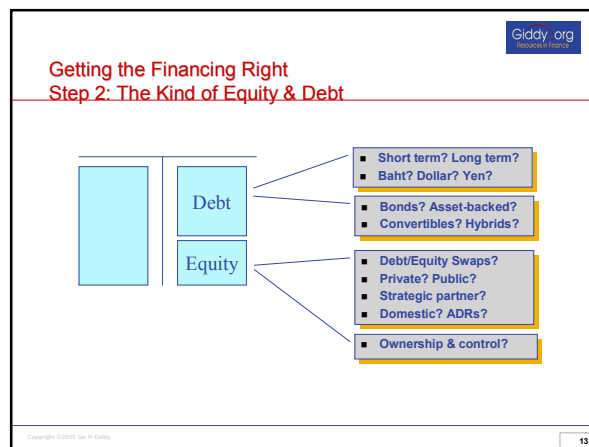 Giddy.org
Resources in Finance
Getting the Financing Right
Step 2: The Kind of Equity & Debt
Debt
Equity
■ Short term? Long term?
■ Baht? Dollar? Yen?
■ Bonds? Asset-backed?
■ Convertibles? Hybrids?
■ Debt/Equity Swaps?
■ Private? Public?
■ Strategic partner?
■ Domestic? ADRs?
■ Ownership & control?
Copyright ©2005 Ian H Giddy
13